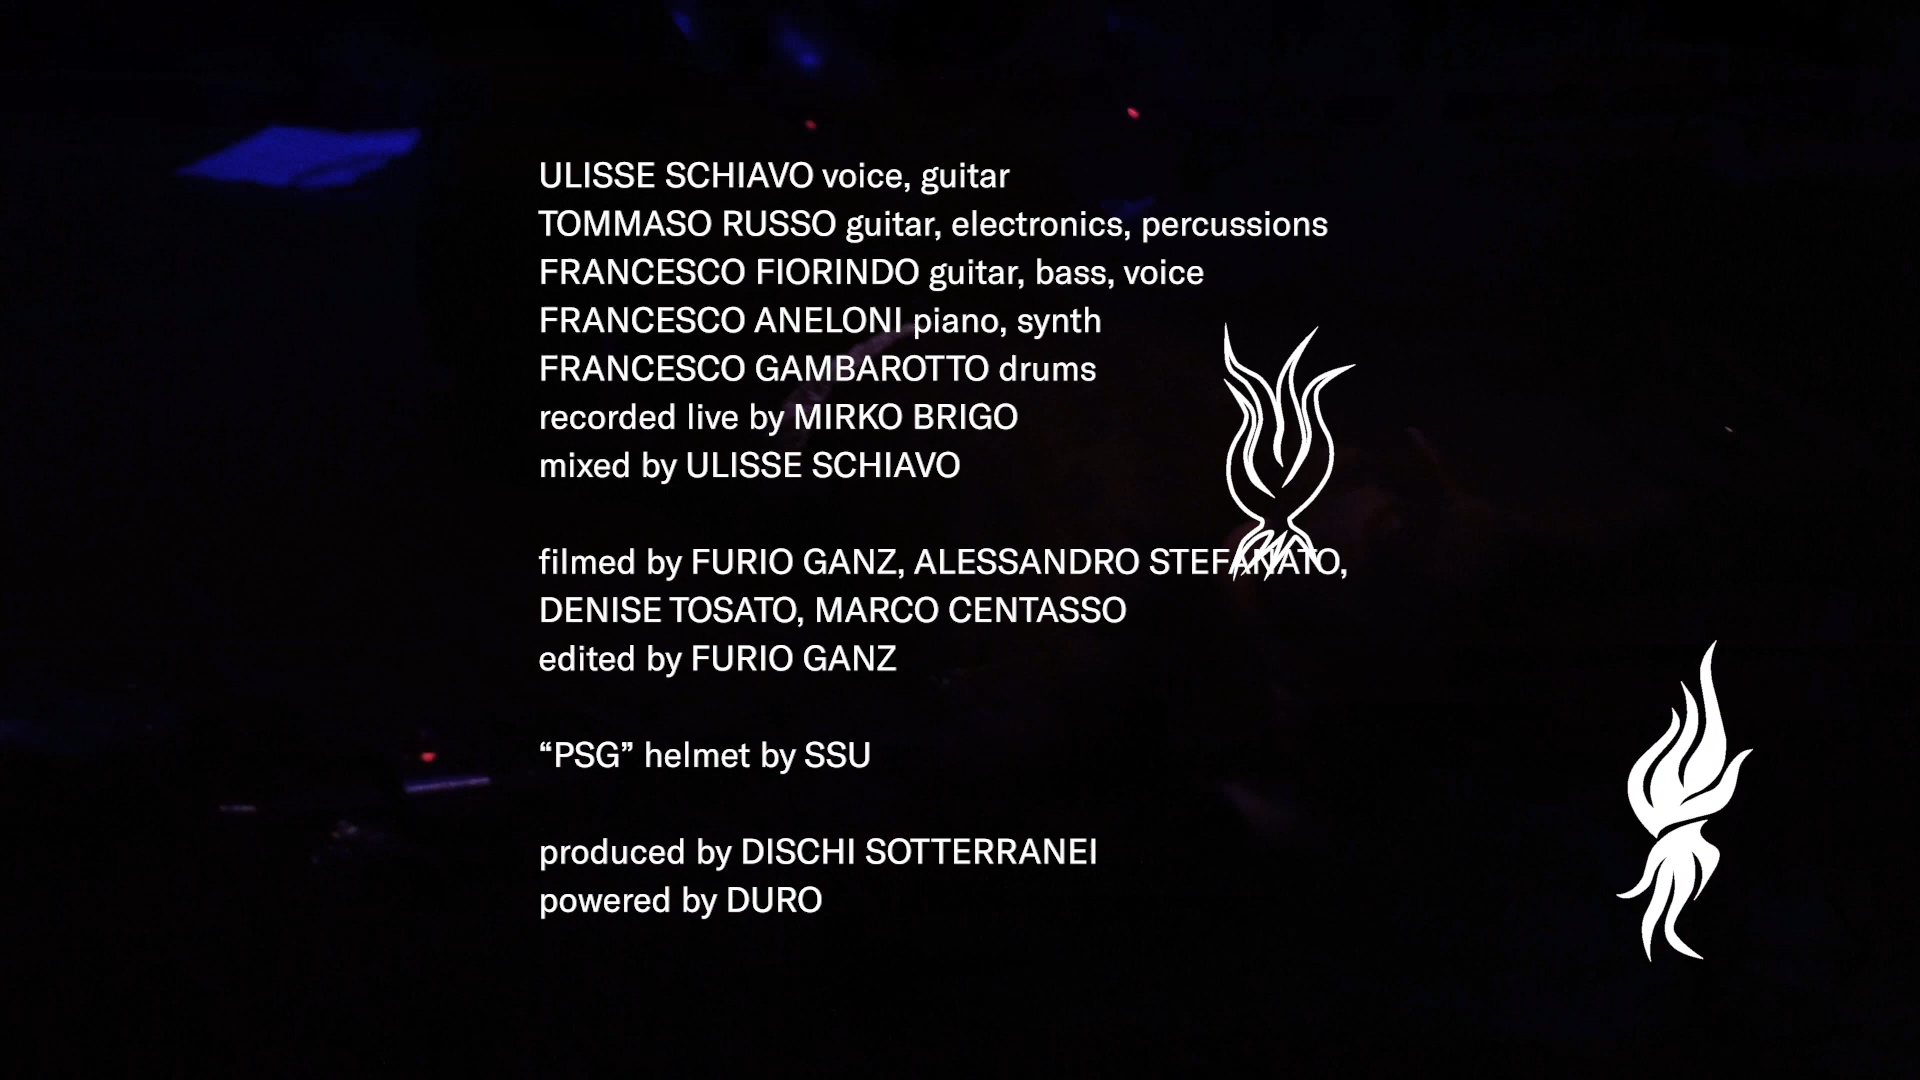 ULISSE SCHIAVO voice, guitar
TOMMASO RUSSO guitar, electronics, percussions
FRANCESCO FIORINDO guitar, bass, voice
FRANCESCO ANELONI piano, synth
FRANCESCO GAMBAROTTO drums
recorded live by MIRKO BRIGO
mixed by ULISSE SCHIAVO
filmed by FURIO GANZ, ALESSANDRO STEFANATO,
DENISE TOSATO, MARCO CENTASSO
edited by FURIO GANZ
“PSG” helmet by SSU
produced by DISCHI SOTTERRANEI
powered by DURO